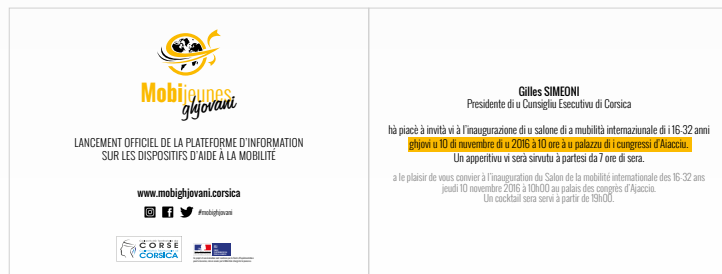 Mobijeunes
ghjovani
LANCEMENT OFFICIEL DE LA PLATEFORME D'INFORMATION
SUR LES DISPOSITIFS D'AIDE À LA MOBILITÉ
www.mobighjovani.corsica
#mobighjovani
CORSE
CORSICA
Gilles SIMEONI
Presidente di u Cunsigliu Esecutivu di Corsica
hà piacè à invità vi à l'inaugurazione di u salone di a mubilità internaziunale di i 16-32 anni
ghjovi u 10 di nuvembre di u 2016 à 10 ore à u palazzu di i cungressi d'Aiacciu.
Un apperitivu vi serà sirvutu à partesi da 7 ore di sera.
a le plaisir de vous convier à l'inauguration du Salon de la mobilité internationale des 16-32 ans
jeudi 10 novembre 2016 à 10h00 au palais des congrès d'Ajaccio.
Un cocktail sera servi à partir de 19h00.